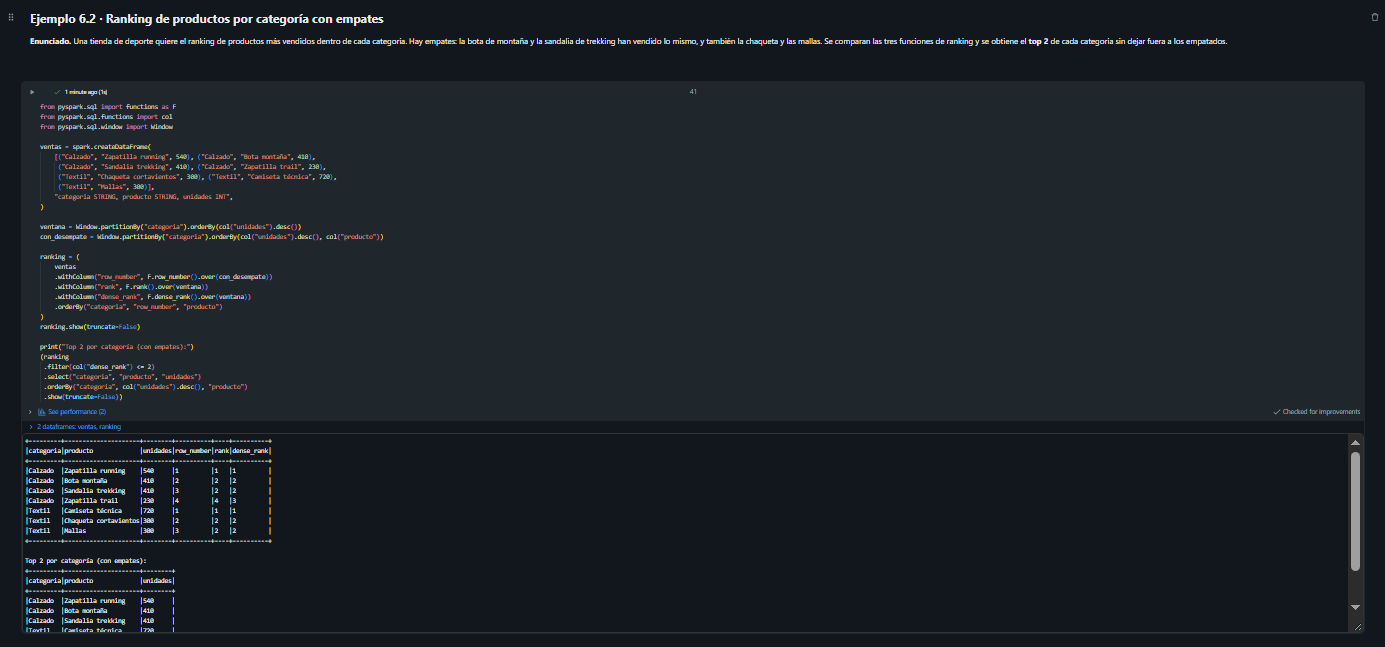 Ejemplo 6.2 · Ranking de productos por categoría con empates
Enunciado. Una tienda de deporte quiere el ranking de productos más vendidos dentro de cada categoría. Hay empates: la bota de montaña y la sandalia de trekking han vendido lo mismo, y también la chaqueta y las mallas. Se comparan las tres funciones de ranking y se obtiene el top 2 de cada categoría sin dejar fuera a los empatados.
1 minute ago (1s)
41
from pyspark.sql import functions as F
from pyspark.sql.functions import col
from pyspark.sql.window import Window
ventas = spark.createDataFrame(
[("Calzado", "Zapatilla running", 540), ("Calzado", "Bota montaña", 410),
("Calzado", "Sandalia trekking", 410), ("Calzado", "Zapatilla trail", 230),
("Textil", "Chaqueta cortavientos", 300), ("Textil", "Camiseta técnica", 720),
("Textil", "Mallas", 300)],
"categoria STRING, producto STRING, unidades INT",
)
ventana = Window.partitionBy("categoria").orderBy(col("unidades").desc())
con_desempate = Window.partitionBy("categoria").orderBy(col("unidades").desc(), col("producto"))
ranking = (
ventas
.withColumn("row_number", F.row_number().over(con_desempate))
.withColumn("rank", F.rank().over(ventana))
.withColumn("dense_rank", F.dense_rank().over(ventana))
.orderBy("categoria", "row_number", "producto")
)
ranking.show(truncate=False)
print("Top 2 por categoría (con empates):")
(ranking
.filter(col("dense_rank") <= 2)
.select("categoria", "producto", "unidades")
.orderBy("categoria", col("unidades").desc(), "producto")
.show(truncate=False))
See performance (2)
Checked for improvements
2 dataframes: ventas, ranking
+---------+---------------------+--------+----------+----+----------+
|categoria|producto             |unidades|row_number|rank|dense_rank|
+---------+---------------------+--------+----------+----+----------+
|Calzado  |Zapatilla running    |540     |1         |1   |1         |
|Calzado  |Bota montaña         |410     |2         |2   |2         |
|Calzado  |Sandalia trekking    |410     |3         |2   |2         |
|Calzado  |Zapatilla trail      |230     |4         |4   |3         |
|Textil   |Camiseta técnica     |720     |1         |1   |1         |
|Textil   |Chaqueta cortavientos|300     |2         |2   |2         |
|Textil   |Mallas               |300     |3         |2   |2         |
+---------+---------------------+--------+----------+----+----------+
Top 2 por categoría (con empates):
+---------+---------------------+--------+
|categoria|producto             |unidades|
+---------+---------------------+--------+
|Calzado  |Zapatilla running    |540     |
|Calzado  |Bota montaña         |410     |
|Calzado  |Sandalia trekking    |410     |
|Textil   |Camiseta técnica     |720     |